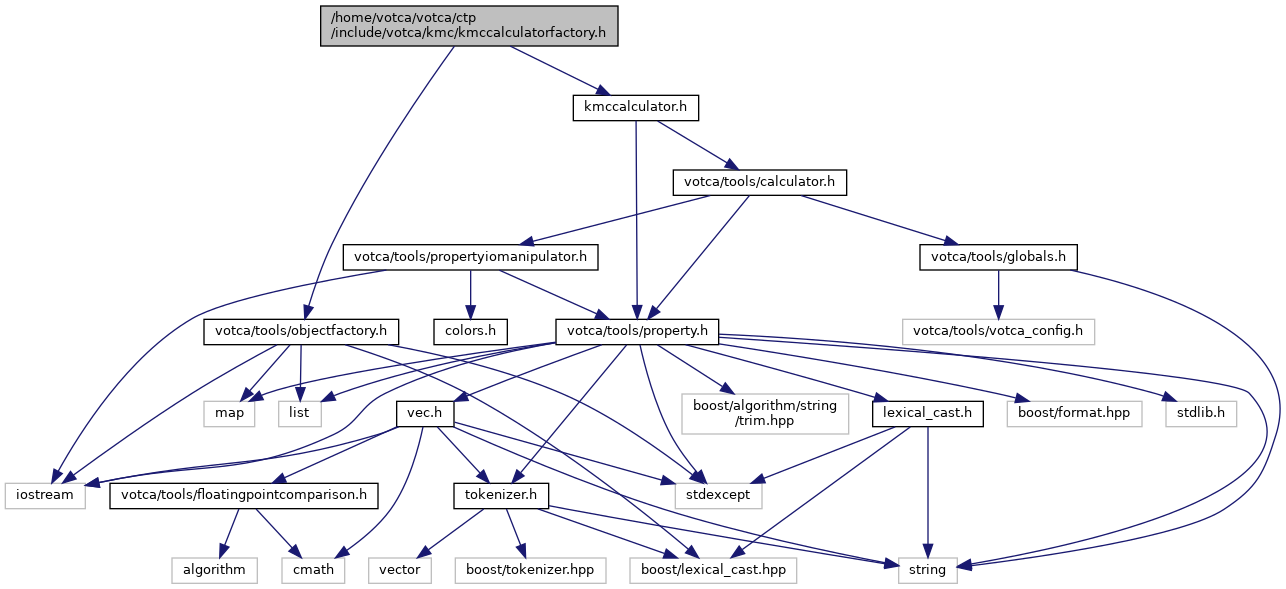 /home/votca/votca/ctp
/include/votca/kmc/kmccalculatorfactory.h
kmccalculator.h
votca/tools/calculator.h
votca/tools/propertyiomanipulator.h
votca/tools/globals.h
votca/tools/objectfactory.h
colors.h
votca/tools/property.h
votca/tools/votca_config.h
map
list
vec.h
boost/algorithm/string
/trim.hpp
lexical_cast.h
boost/format.hpp
stdlib.h
iostream
votca/tools/floatingpointcomparison.h
tokenizer.h
stdexcept
algorithm
cmath
vector
boost/tokenizer.hpp
boost/lexical_cast.hpp
string